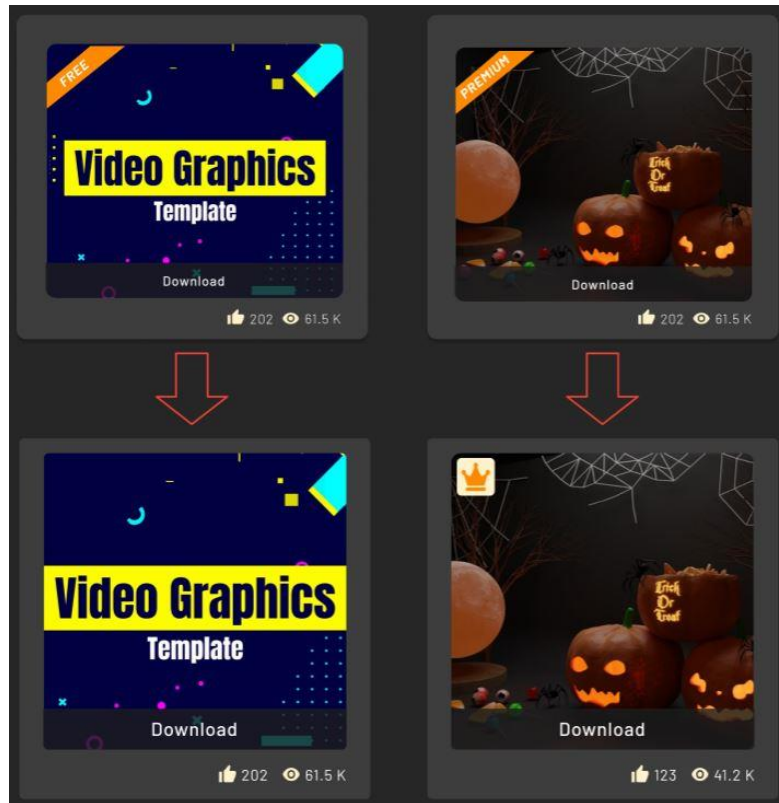 FREE
Video Graphics
Template
Download
202 61.5 K
PREMIUM
Trick
Or
Treat
Download
202 61.5 K
Video Graphics
Template
Download
202 61.5 K
Trick
Or
Treat
Download
123 41.2 K